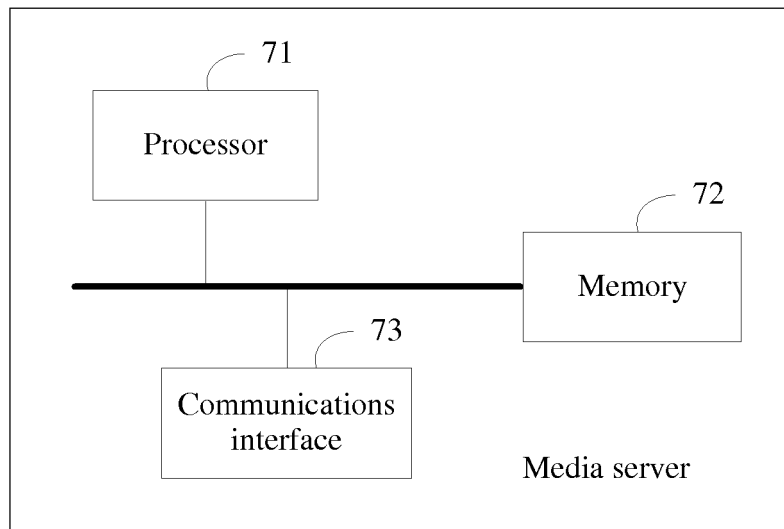 71
Processor
72
Memory
73
Communications
interface
Media server